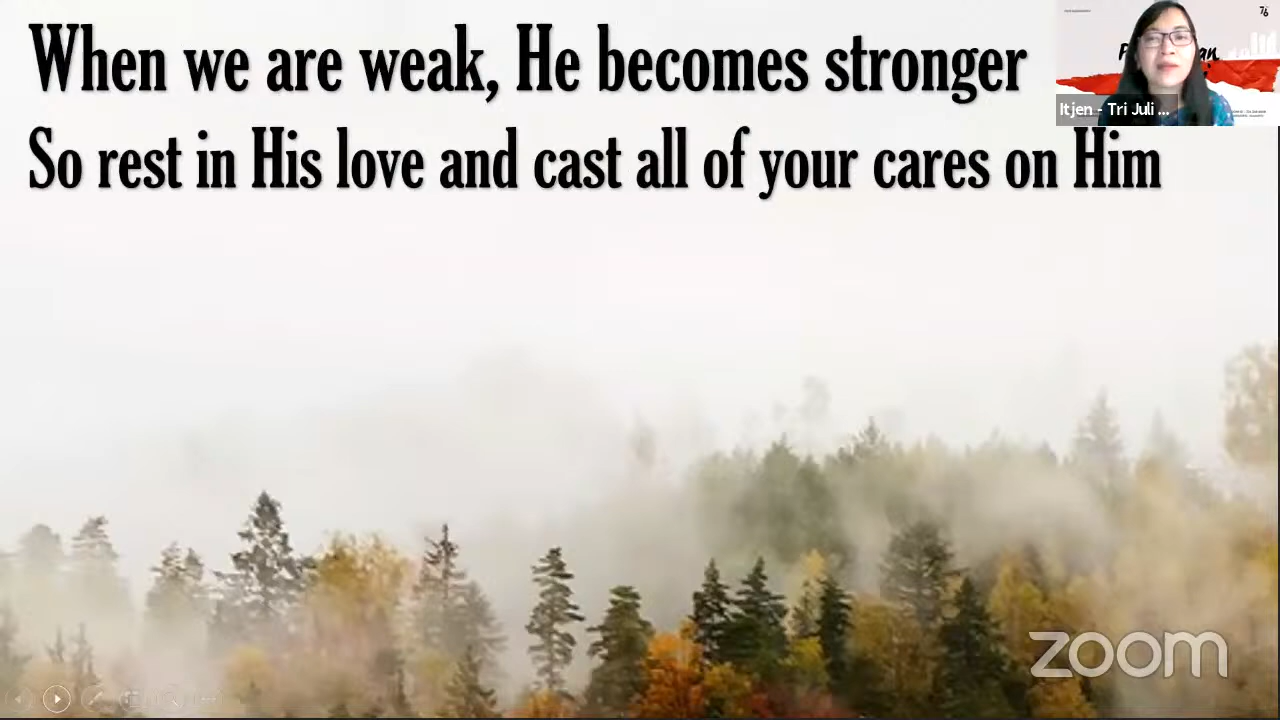 When we are weak, He becomes stronger
So rest in His love and cast all of your cares on Him
Itjen - Tri Juli ...
76
zoom